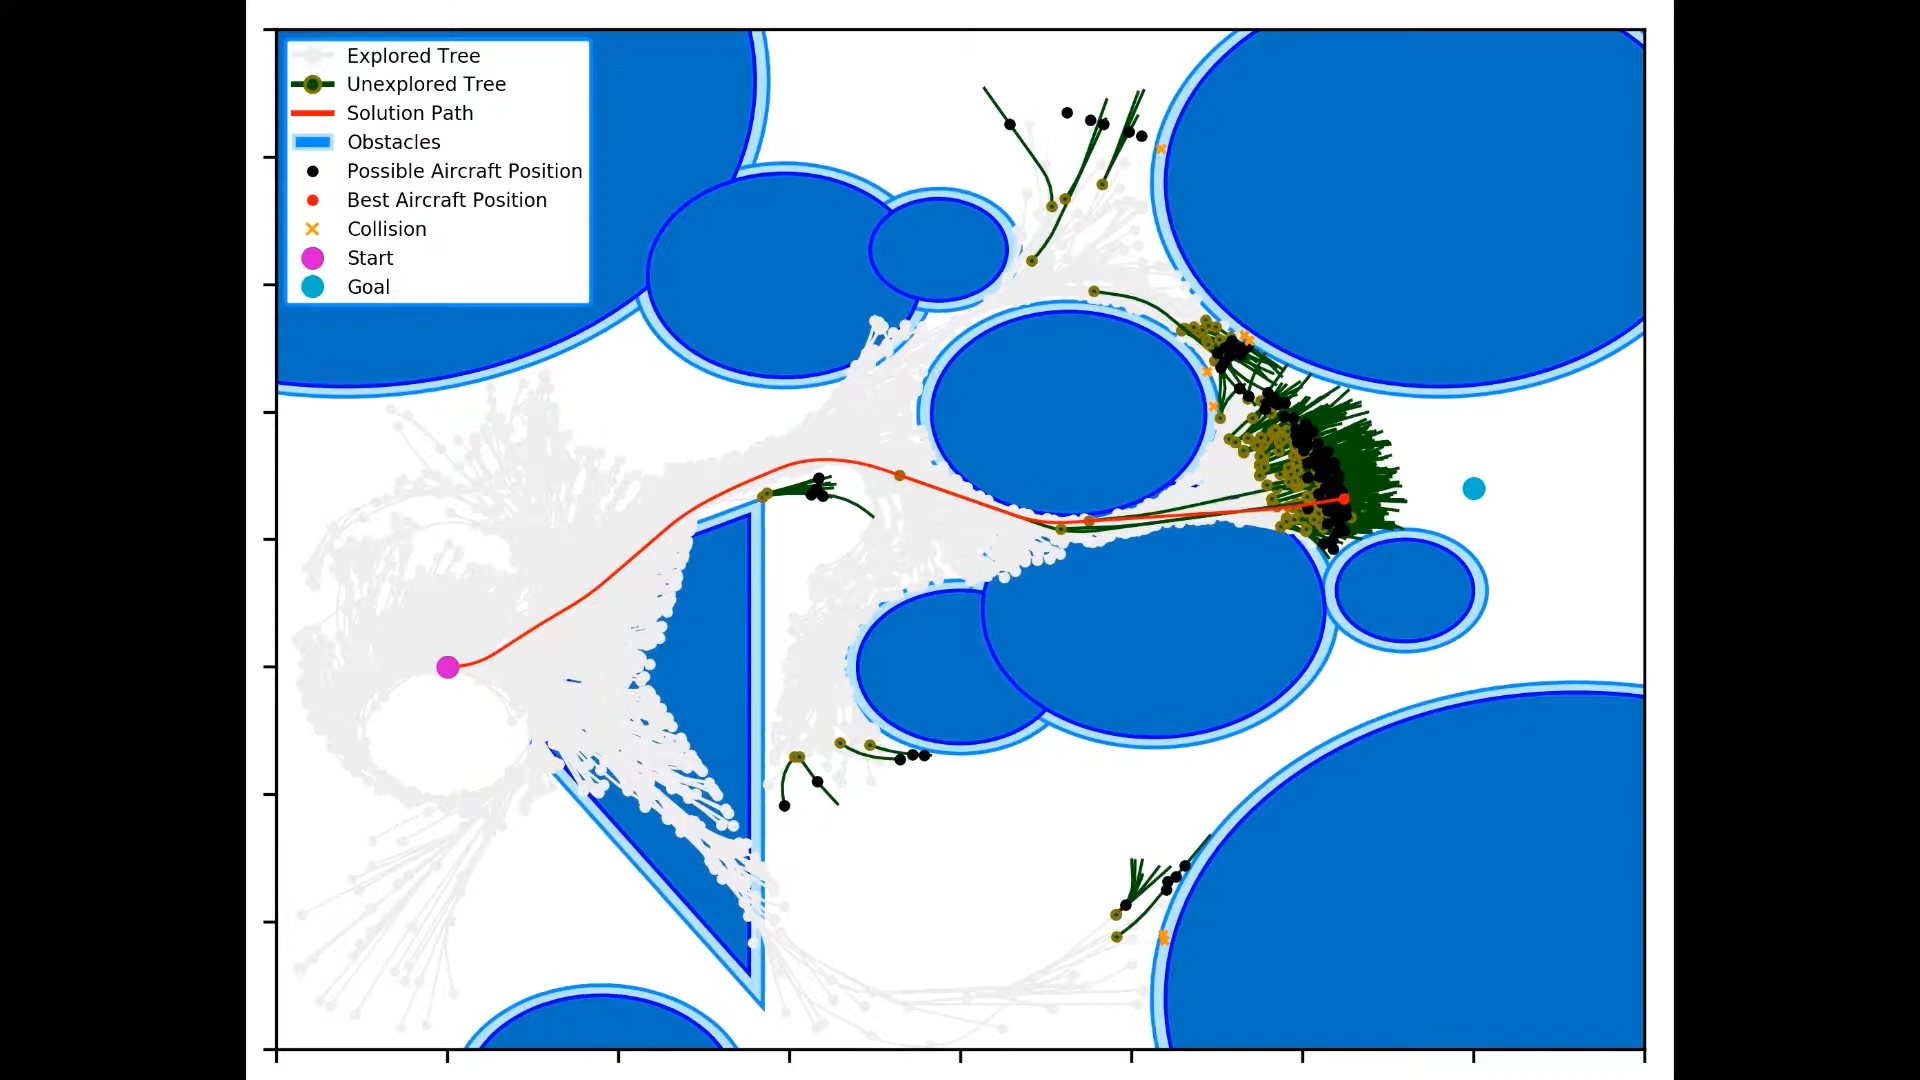 Explored Tree
Unexplored Tree
Solution Path
Obstacles
Possible Aircraft Position
Best Aircraft Position
Collision
Start
Goal